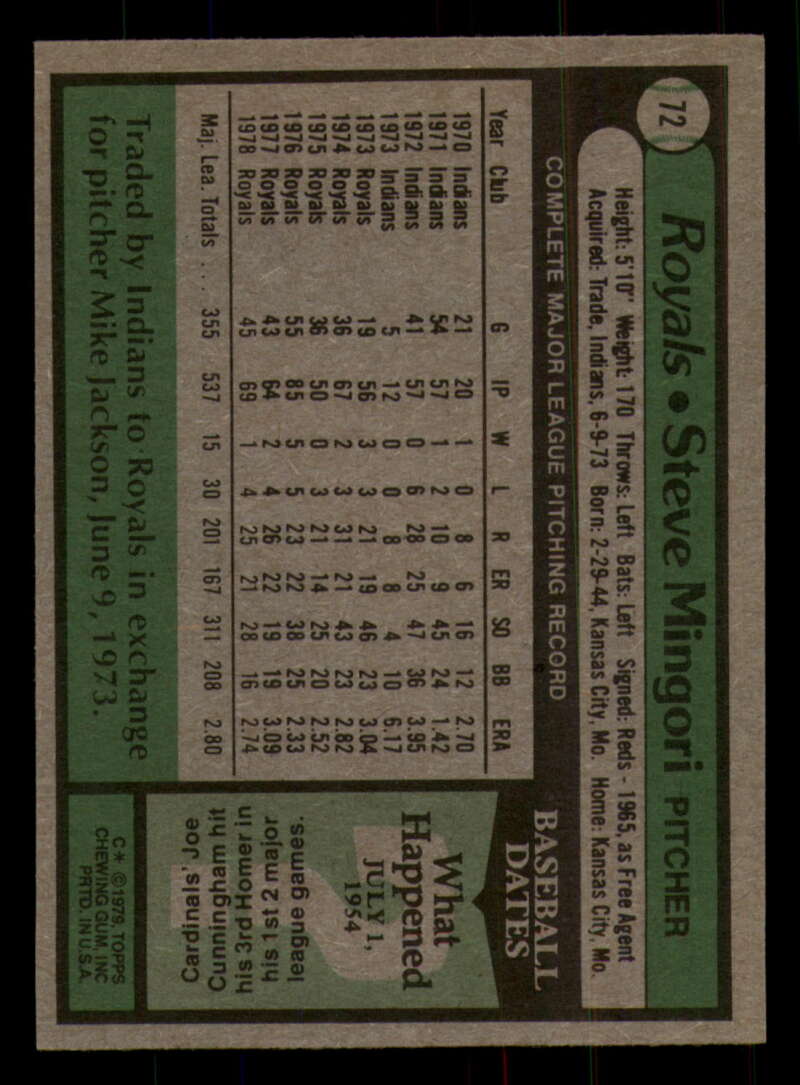 72
Royals • Steve Mingori PITCHER
Height: 5'10" Weight: 170 Throws: Left Bats: Left Signed: Reds - 1965, as Free Agent
Acquired: Trade, Indians, 6-9-73 Born: 2-29-44, Kansas City, Mo. Home: Kansas City, Mo.
COMPLETE MAJOR LEAGUE PITCHING RECORD
Year Club G IP W L R ER SO BB ERA
1970 Indians 21 20 1 0 8 6 16 12 2.70
1971 Indians 54 57 1 2 10 9 45 24 1.42
1972 Indians 41 57 0 6 28 25 47 36 3.95
1973 Indians 5 12 0 0 8 8 4 10 6.17
1973 Royals 19 56 3 3 21 19 46 23 3.04
1974 Royals 36 67 2 3 31 21 43 23 2.82
1975 Royals 36 50 0 3 21 14 25 20 2.52
1976 Royals 55 85 5 5 23 22 38 25 2.33
1977 Royals 43 64 2 4 26 22 19 19 3.09
1978 Royals 45 69 1 4 25 21 28 16 2.74
Maj. Lea. Totals ... 355 537 15 30 201 167 311 208 2.80
Traded by Indians to Royals in exchange
for pitcher Mike Jackson, June 9, 1973.
BASEBALL
DATES
What
Happened
JULY 1,
1954
Cardinals' Joe
Cunningham hit
his 3rd Homer in
his 1st 2 major
league games.
C* ©1979, TOPPS
CHEWING GUM, INC
PRTD. IN U.S.A.